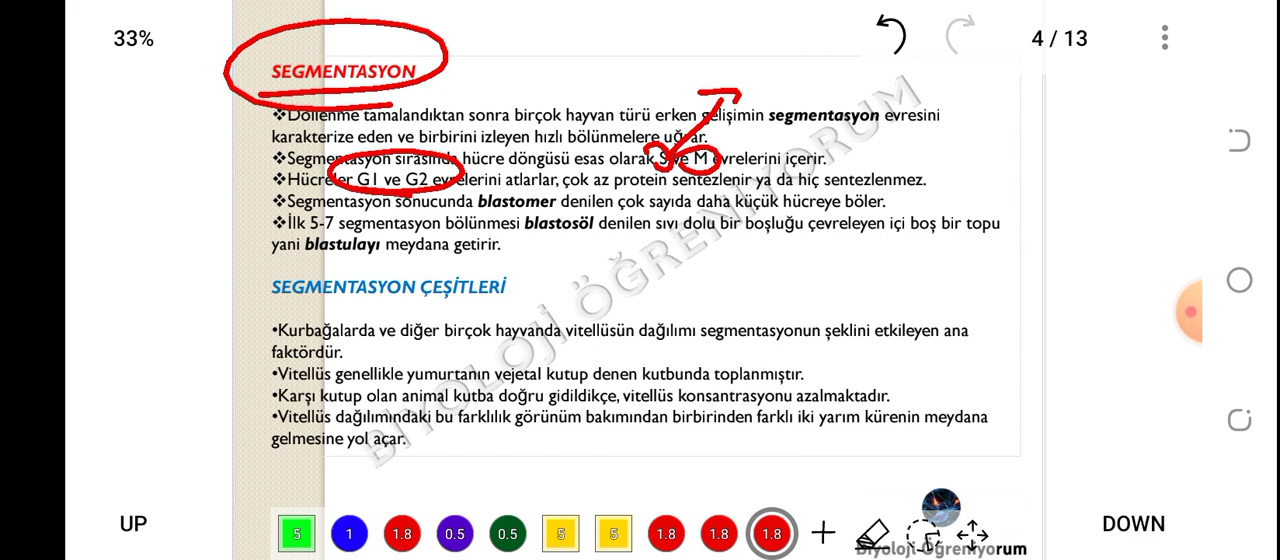 33%
4 / 13
SEGMENTASYON
❖Döllenme tamalandıktan sonra birçok hayvan türü erken gelişimin segmentasyon evresini
karakterize eden ve birbirini izleyen hızlı bölünmelere uğrar.
❖Segmentasyon sırasında hücre döngüsü esas olarak S ve M evrelerini içerir.
❖Hücreler G1 ve G2 evrelerini atlarlar, çok az protein sentezlenir ya da hiç sentezlenmez.
❖Segmentasyon sonucunda blastomer denilen çok sayıda daha küçük hücreye böler.
❖İlk 5-7 segmentasyon bölünmesi blastosöl denilen sıvı dolu bir boşluğu çevreleyen içi boş bir topu
yani blastulayı meydana getirir.
SEGMENTASYON ÇEŞİTLERİ
•Kurbağalarda ve diğer birçok hayvanda vitellüsün dağılımı segmentasyonun şeklini etkileyen ana
faktördür.
•Vitellüs genellikle yumurtanın vejetal kutup denen kutbunda toplanmıştır.
•Karşı kutup olan animal kutba doğru gidildikçe, vitellüs konsantrasyonu azalmaktadır.
•Vitellüs dağılımındaki bu farklılık görünüm bakımından birbirinden farklı iki yarım kürenin meydana
gelmesine yol açar.
BİYOLOJİ ÖĞRENİYORUM
UP
5 1 1.8 0.5 0.5 5 5 1.8 1.8 1.8
DOWN
Biyoloji-Öğreniyorum